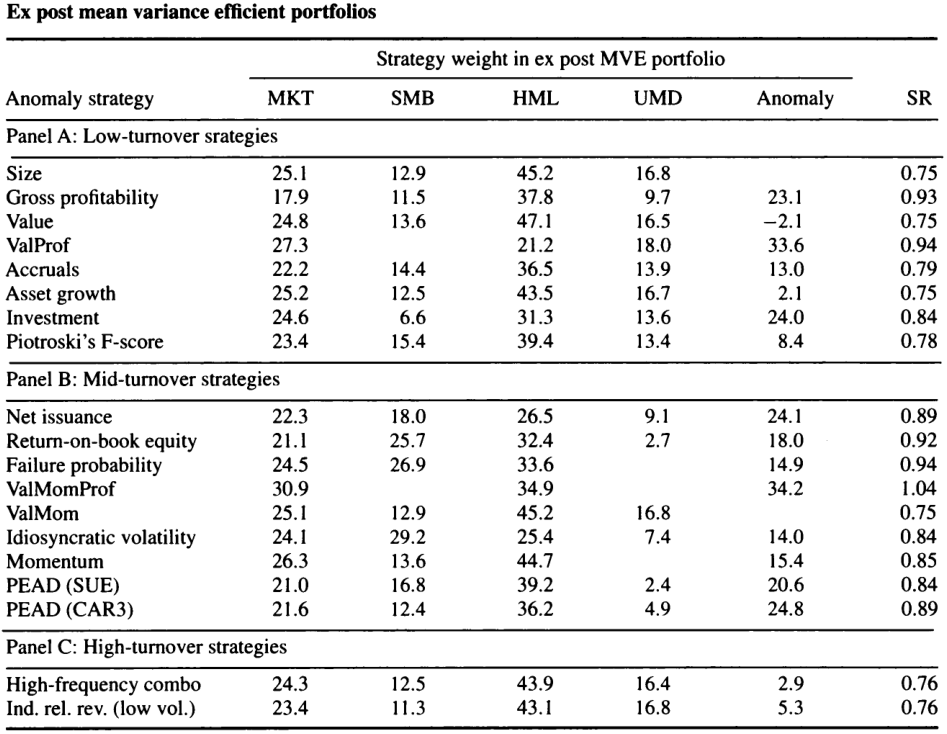 Ex post mean variance efficient portfolios
Strategy weight in ex post MVE portfolio
Anomaly strategy MKT SMB HML UMD Anomaly SR
Panel A: Low-turnover srategies
Size 25.1 12.9 45.2 16.8 0.75
Gross profitability 17.9 11.5 37.8 9.7 23.1 0.93
Value 24.8 13.6 47.1 16.5 −2.1 0.75
ValProf 27.3 21.2 18.0 33.6 0.94
Accruals 22.2 14.4 36.5 13.9 13.0 0.79
Asset growth 25.2 12.5 43.5 16.7 2.1 0.75
Investment 24.6 6.6 31.3 13.6 24.0 0.84
Piotroski's F-score 23.4 15.4 39.4 13.4 8.4 0.78
Panel B: Mid-turnover strategies
Net issuance 22.3 18.0 26.5 9.1 24.1 0.89
Return-on-book equity 21.1 25.7 32.4 2.7 18.0 0.92
Failure probability 24.5 26.9 33.6 14.9 0.94
ValMomProf 30.9 34.9 34.2 1.04
ValMom 25.1 12.9 45.2 16.8 0.75
Idiosyncratic volatility 24.1 29.2 25.4 7.4 14.0 0.84
Momentum 26.3 13.6 44.7 15.4 0.85
PEAD (SUE) 21.0 16.8 39.2 2.4 20.6 0.84
PEAD (CAR3) 21.6 12.4 36.2 4.9 24.8 0.89
Panel C: High-turnover strategies
High-frequency combo 24.3 12.5 43.9 16.4 2.9 0.76
Ind. rel. rev. (low vol.) 23.4 11.3 43.1 16.8 5.3 0.76